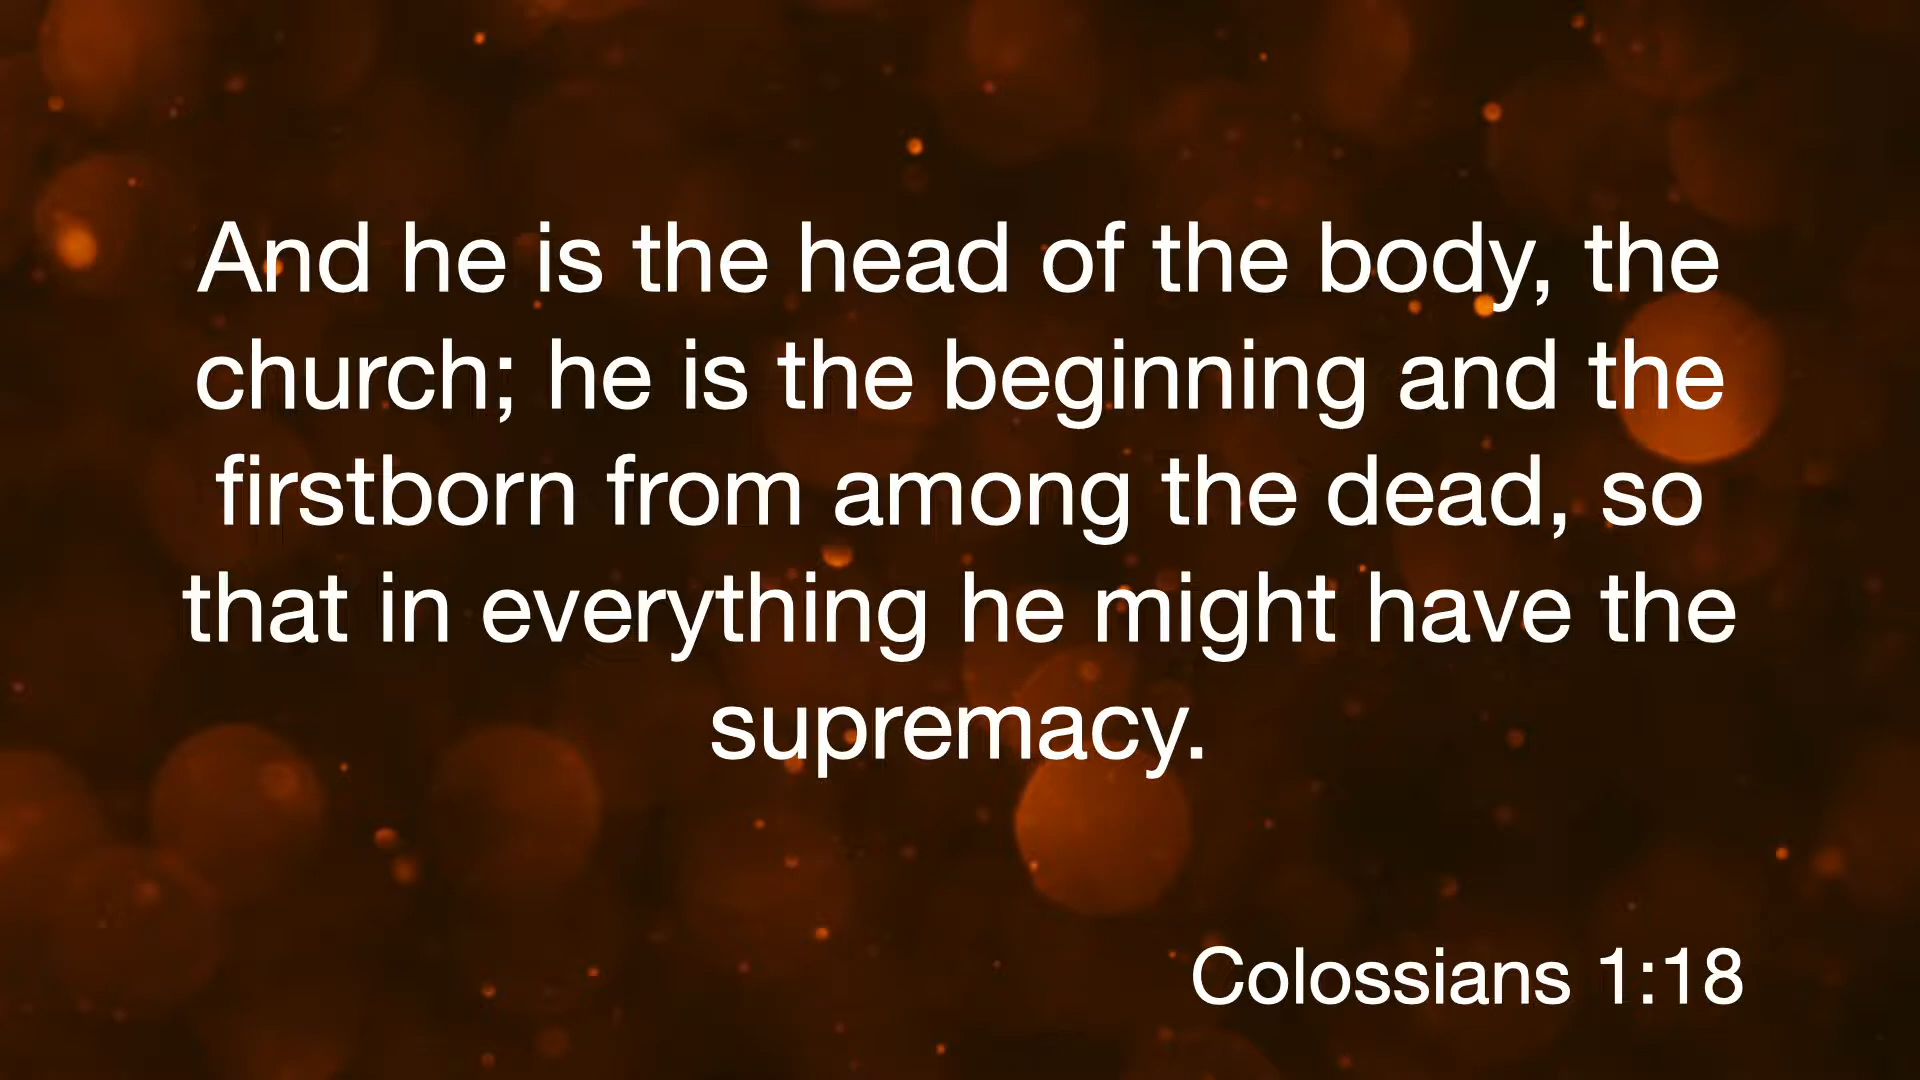 And he is the head of the body, the
church; he is the beginning and the
firstborn from among the dead, so
that in everything he might have the
supremacy.
Colossians 1:18